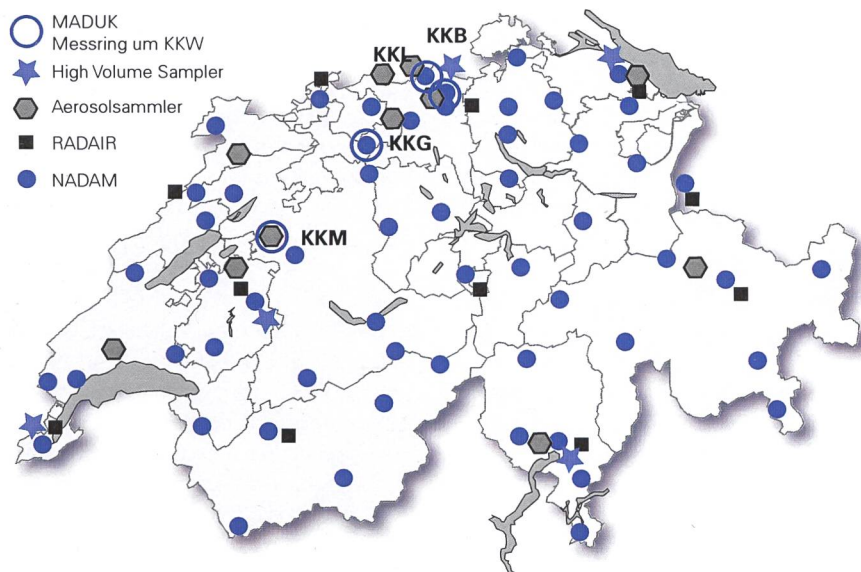 MADUK
Messring um KKW
High Volume Sampler
Aerosolsammler
RADAIR
NADAM
KKB
KKL
KKG
KKM